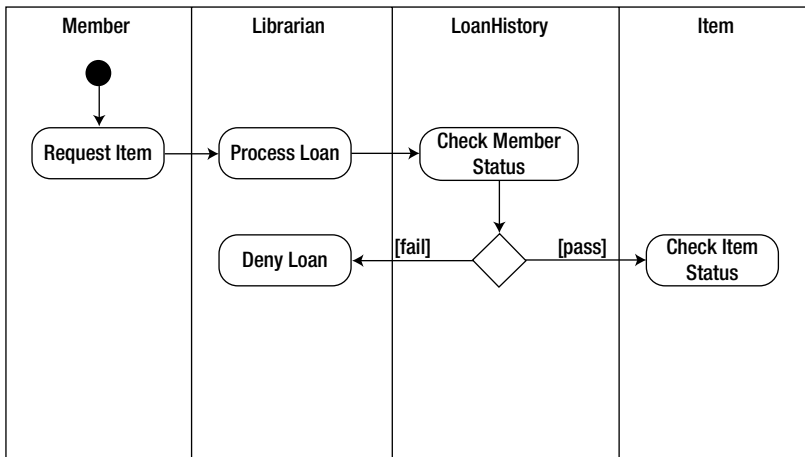 Member
Librarian
LoanHistory
Item
Request Item
Process Loan
Check Member
Status
Deny Loan
[fail]
[pass]
Check Item
Status